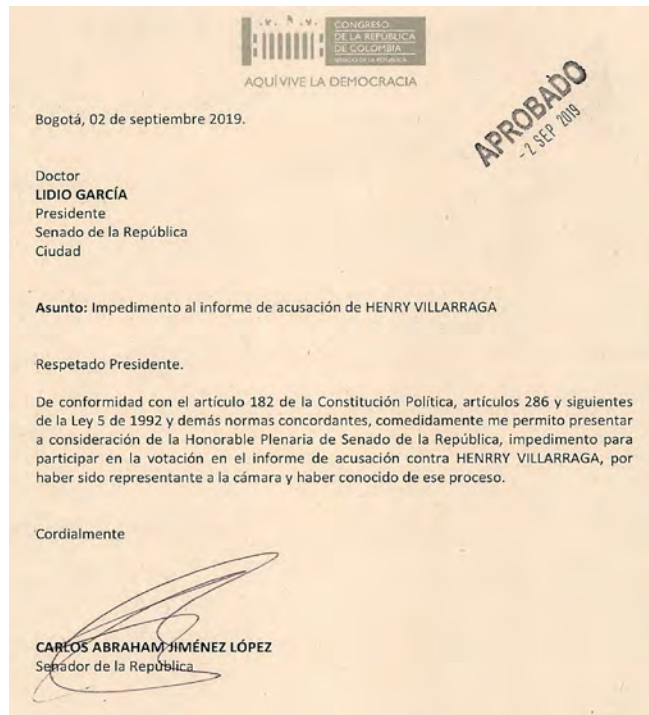 CONGRESO
DE LA REPÚBLICA
DE COLOMBIA
AQUÍ VIVE LA DEMOCRACIA
APROBADO
-2 SEP 2019
Bogotá, 02 de septiembre 2019.
Doctor
LIDIO GARCÍA
Presidente
Senado de la República
Ciudad
Asunto: Impedimento al informe de acusación de HENRY VILLARRAGA
Respetado Presidente.
De conformidad con el artículo 182 de la Constitución Política, artículos 286 y siguientes
de la Ley 5 de 1992 y demás normas concordantes, comedidamente me permito presentar
a consideración de la Honorable Plenaria de Senado de la República, impedimento para
participar en la votación en el informe de acusación contra HENRRY VILLARRAGA, por
haber sido representante a la cámara y haber conocido de ese proceso.
Cordialmente
CARLOS ABRAHAM JIMÉNEZ LÓPEZ
Senador de la República